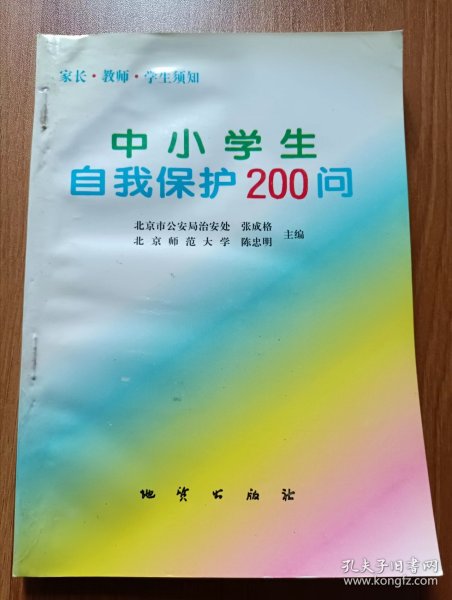 家长·教师·学生须知
中小学生
自我保护200问
北京市公安局治安处 张成格
北京师范大学 陈忠明
主编
地质出版社
孔夫子旧书网
www.kongfz.com